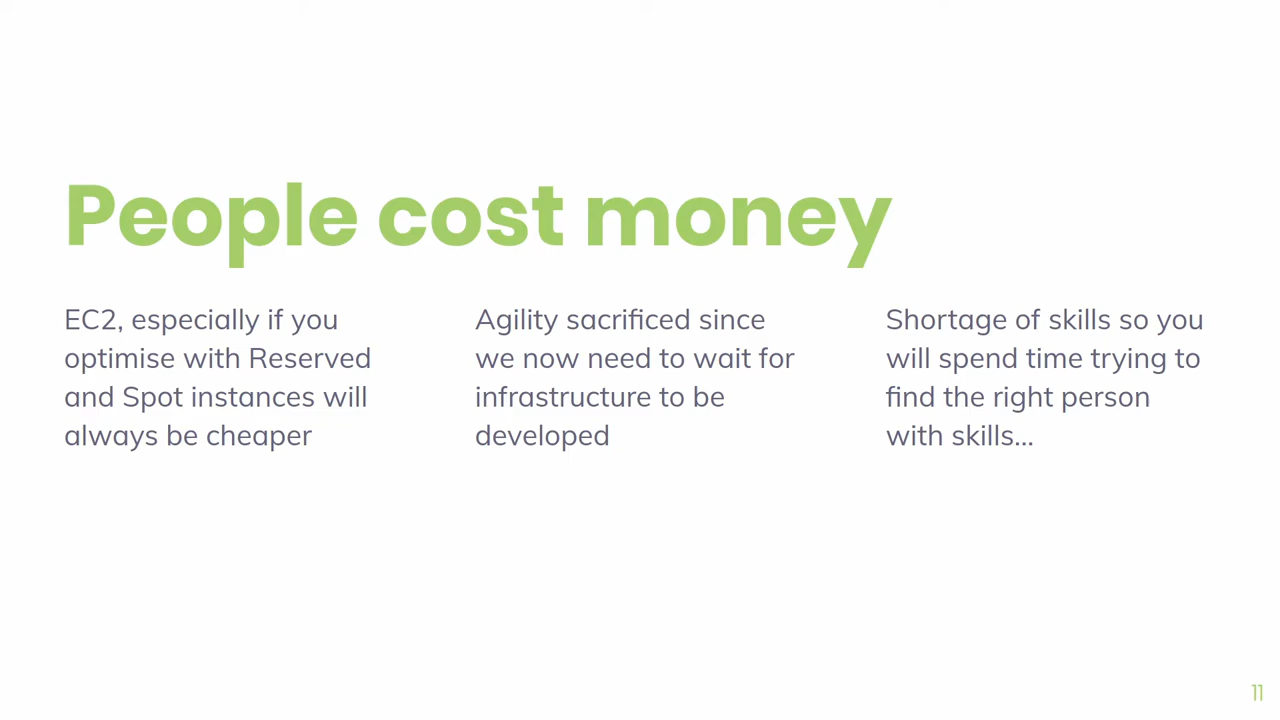 People cost money
EC2, especially if you
optimise with Reserved
and Spot instances will
always be cheaper
Agility sacrificed since
we now need to wait for
infrastructure to be
developed
Shortage of skills so you
will spend time trying to
find the right person
with skills...
11